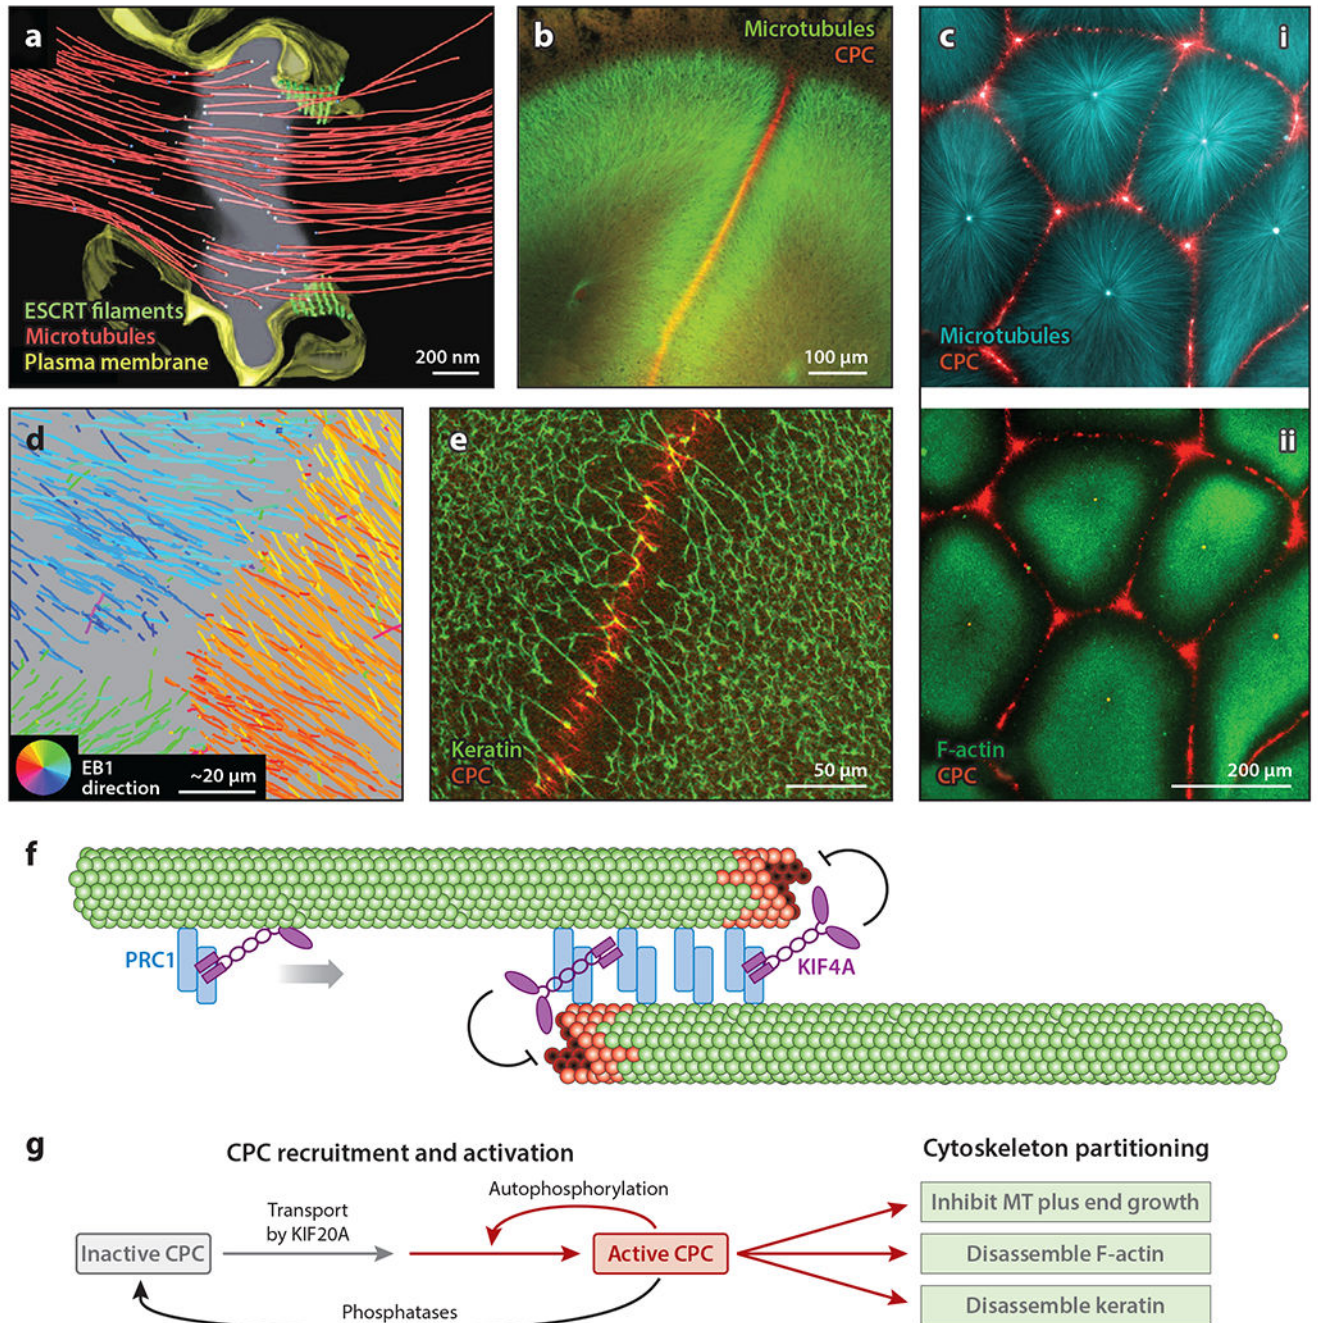 a
ESCRT filaments
Microtubules
Plasma membrane
200 nm
b
Microtubules
CPC
100 μm
c
i
Microtubules
CPC
d
EB1
direction
~20 μm
e
Keratin
CPC
50 μm
ii
F-actin
CPC
200 μm
f
PRC1
KIF4A
g
CPC recruitment and activation
Cytoskeleton partitioning
Autophosphorylation
Transport
by KIF20A
Inactive CPC
Active CPC
Inhibit MT plus end growth
Disassemble F-actin
Disassemble keratin
Phosphatases